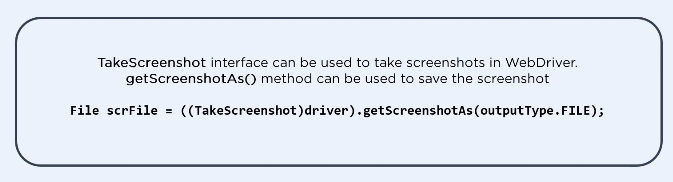 TakeScreenshot interface can be used to take screenshots in WebDriver.
getScreenshotAs() method can be used to save the screenshot
File scrFile = ((TakeScreenshot)driver).getScreenshotAs(outputType.FILE);